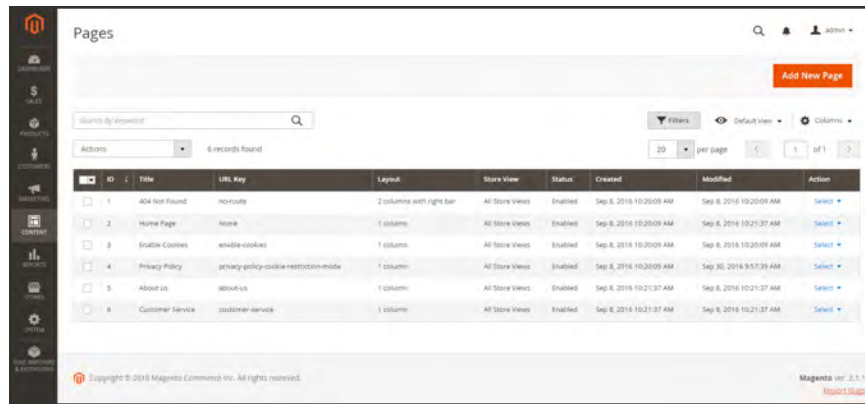 Pages
admin
DASHBOARD
SALES
PRODUCTS
CUSTOMERS
MARKETING
CONTENT
REPORTS
STORES
SYSTEM
FIND PARTNERS
& EXTENSIONS
Add New Page
Search by keyword
Filters
Default View
Columns
Actions
6 records found
20 per page
1 of 1
ID ↓ Title URL Key Layout Store View Status Created Modified Action
1 404 Not Found no-route 2 columns with right bar All Store Views Enabled Sep 8, 2016 10:20:09 AM Sep 8, 2016 10:20:09 AM Select
2 Home Page home 1 column All Store Views Enabled Sep 8, 2016 10:20:09 AM Sep 8, 2016 10:21:37 AM Select
3 Enable Cookies enable-cookies 1 column All Store Views Enabled Sep 8, 2016 10:20:09 AM Sep 8, 2016 10:20:09 AM Select
4 Privacy Policy privacy-policy-cookie-restriction-mode 1 column All Store Views Enabled Sep 8, 2016 10:20:09 AM Sep 30, 2016 9:57:39 AM Select
5 About us about-us 1 column All Store Views Enabled Sep 8, 2016 10:21:37 AM Sep 8, 2016 10:21:37 AM Select
6 Customer Service customer-service 1 column All Store Views Enabled Sep 8, 2016 10:21:37 AM Sep 8, 2016 10:21:37 AM Select
Copyright © 2016 Magento Commerce Inc. All rights reserved.
Magento ver. 2.1.1
Report Bugs